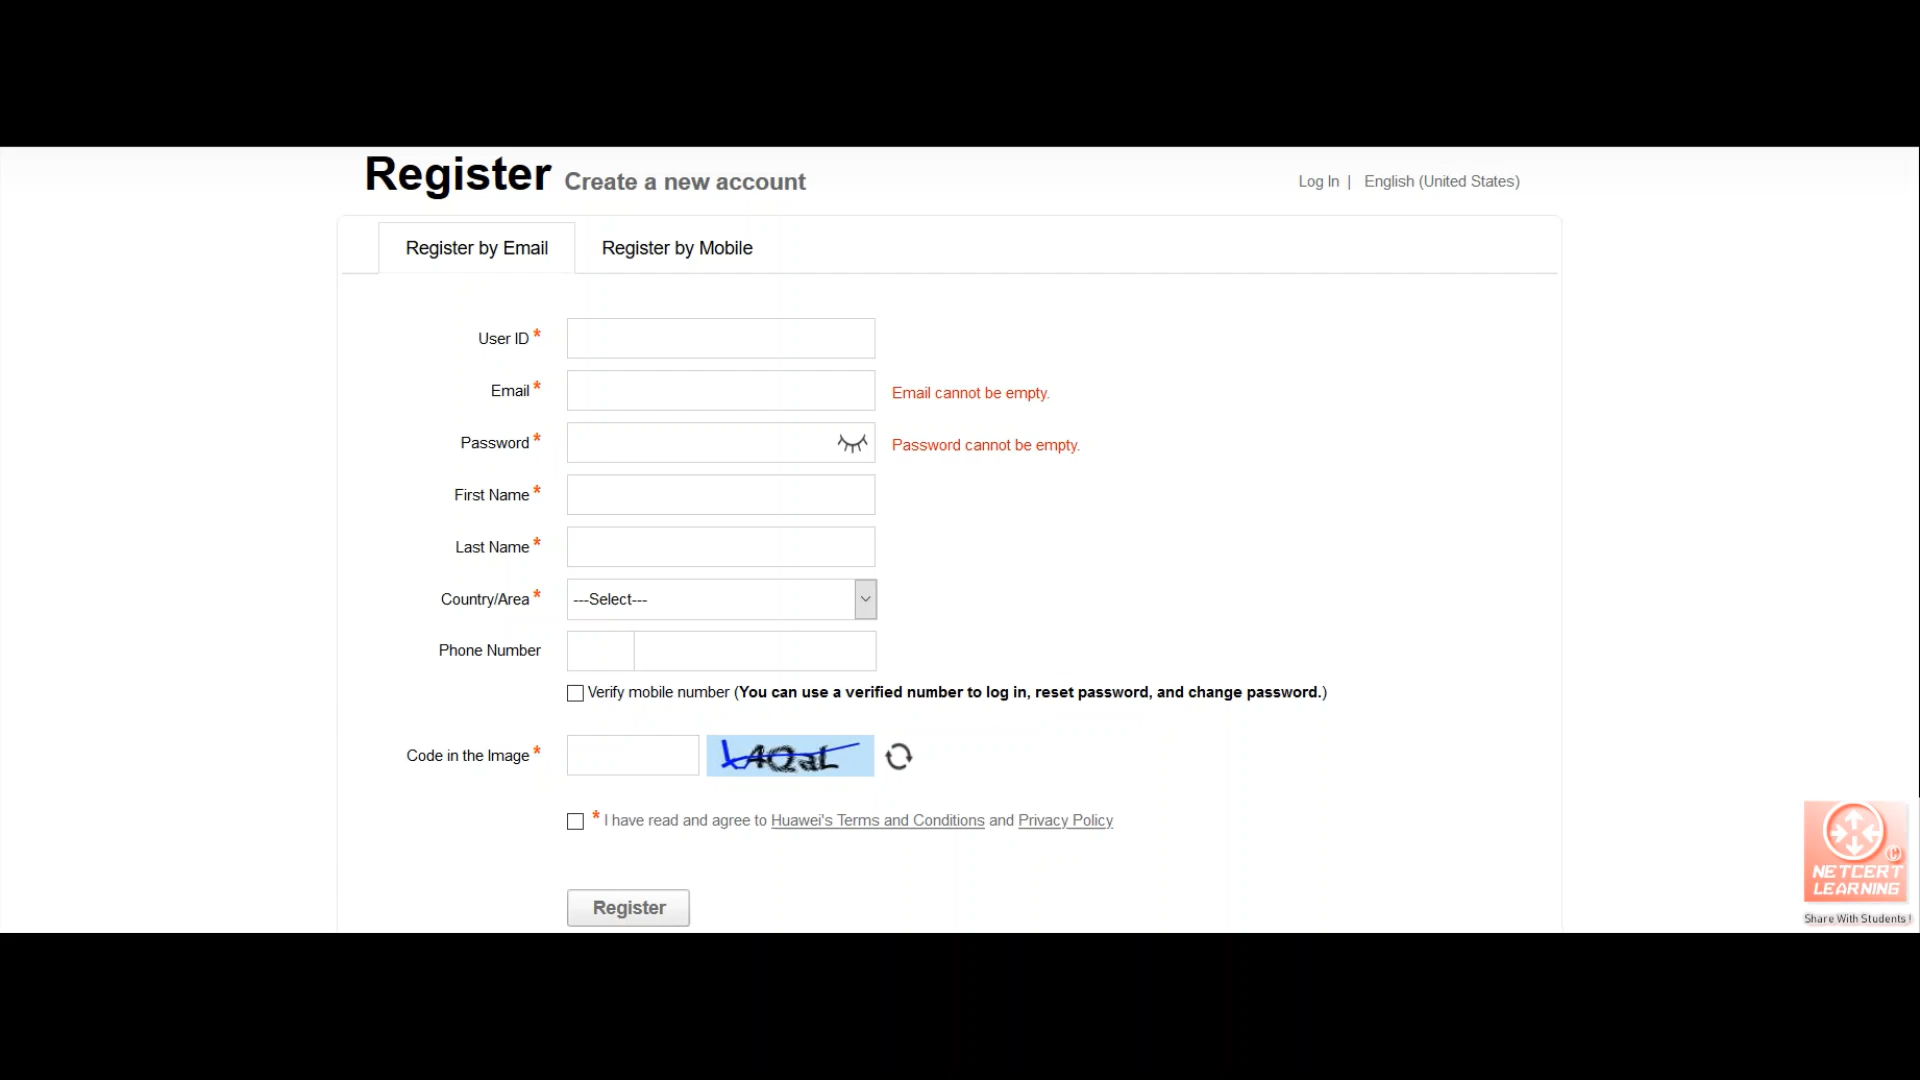 Register Create a new account
Log In | English (United States)
Register by Email Register by Mobile
User ID *
Email * Email cannot be empty.
Password * Password cannot be empty.
First Name *
Last Name *
Country/Area * ---Select---
Phone Number
Verify mobile number (You can use a verified number to log in, reset password, and change password.)
Code in the Image *
* I have read and agree to Huawei's Terms and Conditions and Privacy Policy
Register
©
NETCERT
LEARNING
Share With Students !